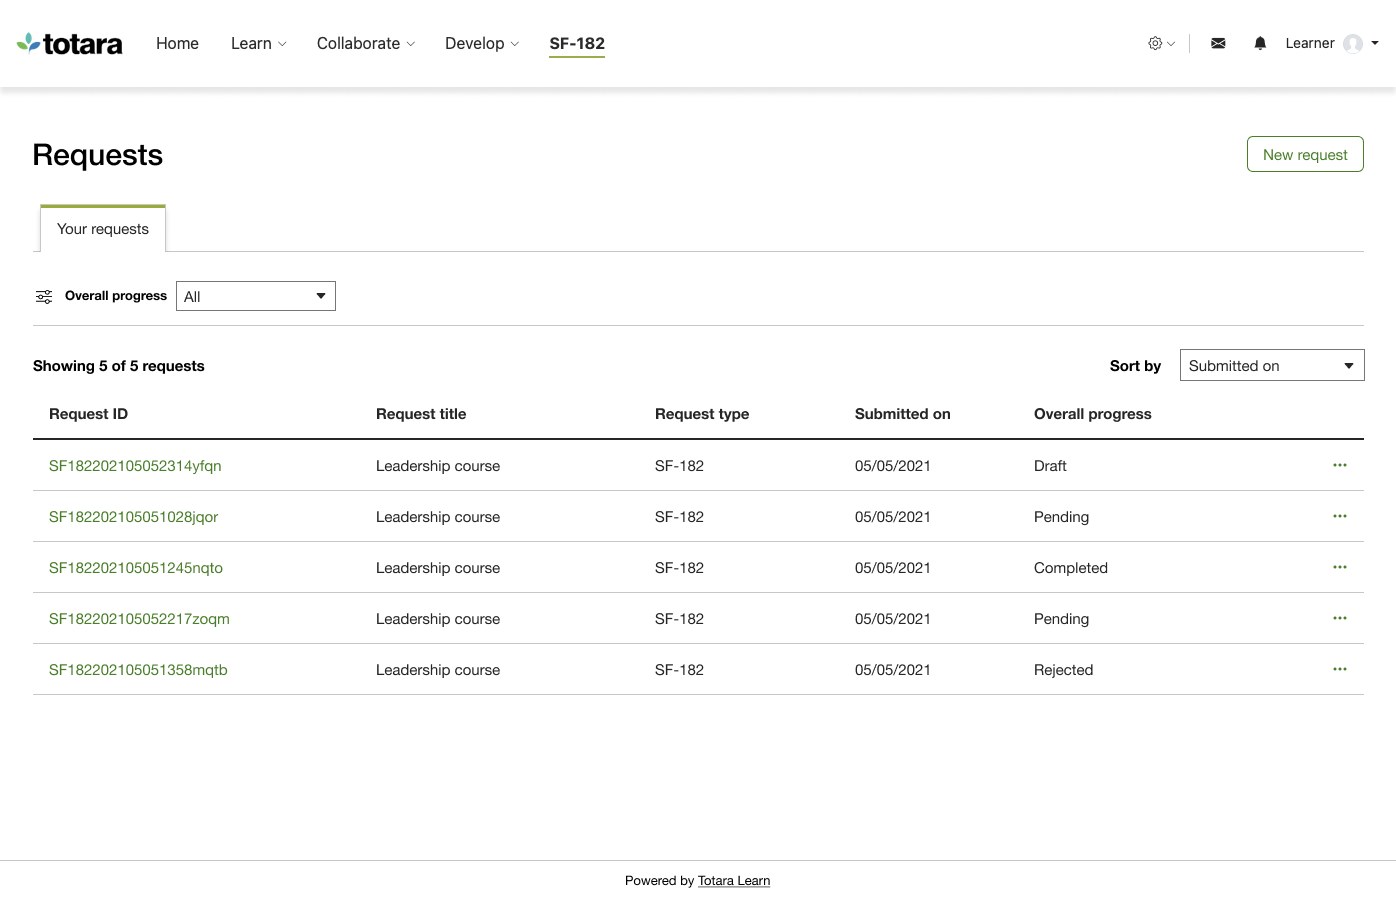 totara Home Learn Collaborate Develop SF-182 Learner
Requests New request
Your requests
Overall progress All
Showing 5 of 5 requests Sort by Submitted on
Request ID Request title Request type Submitted on Overall progress
SF182202105052314yfqn Leadership course SF-182 05/05/2021 Draft
SF182202105051028jqor Leadership course SF-182 05/05/2021 Pending
SF182202105051245nqto Leadership course SF-182 05/05/2021 Completed
SF182202105052217zoqm Leadership course SF-182 05/05/2021 Pending
SF182202105051358mqtb Leadership course SF-182 05/05/2021 Rejected
Powered by Totara Learn